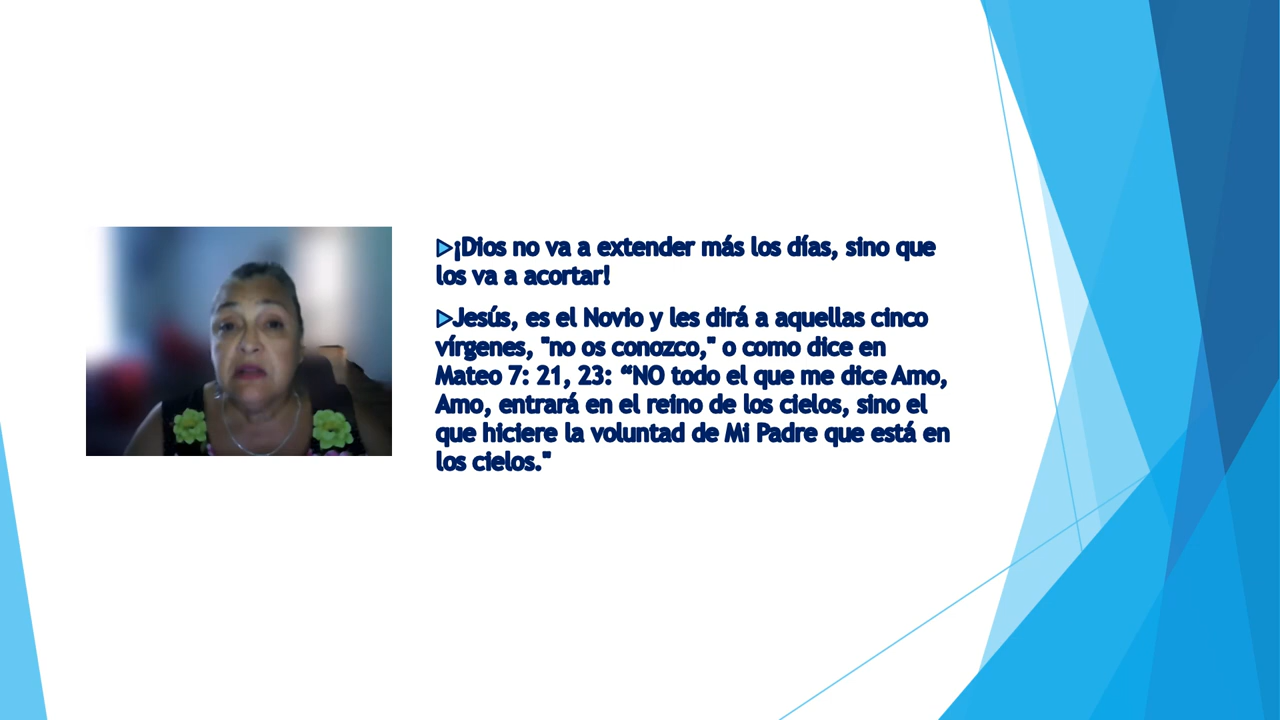 ¡Dios no va a extender más los días, sino que
los va a acortar!
Jesús, es el Novio y les dirá a aquellas cinco
vírgenes, "no os conozco," o como dice en
Mateo 7: 21, 23: “NO todo el que me dice Amo,
Amo, entrará en el reino de los cielos, sino el
que hiciere la voluntad de Mi Padre que está en
los cielos."